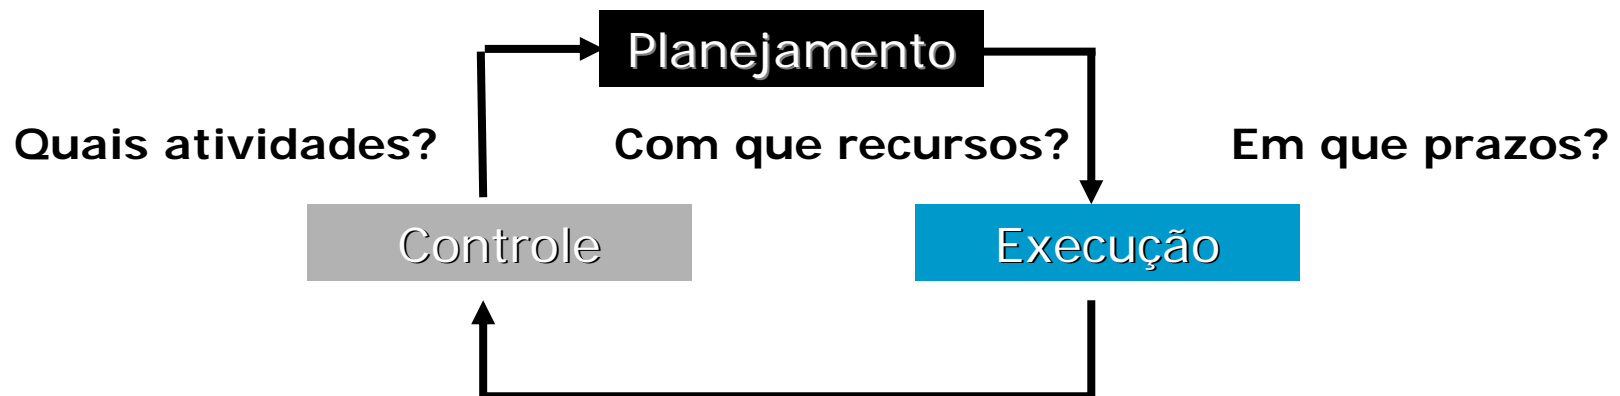 Planejamento
Quais atividades? Com que recursos? Em que prazos?
Controle Execução